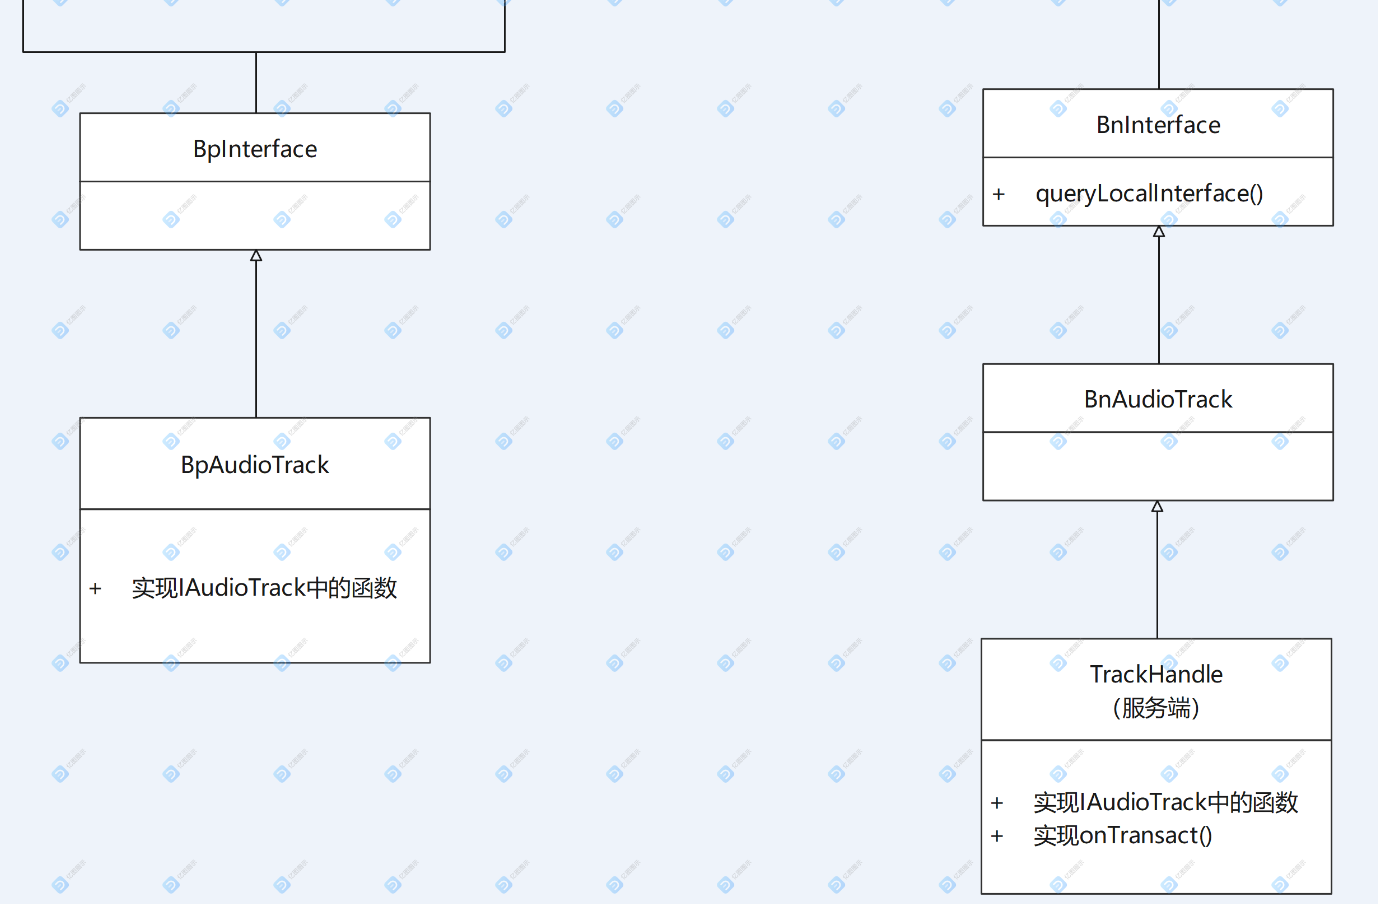 BpInterface
BnInterface
+ queryLocalInterface()
BnAudioTrack
BpAudioTrack
+ 实现IAudioTrack中的函数
TrackHandle
（服务端）
+ 实现IAudioTrack中的函数
+ 实现onTransact()